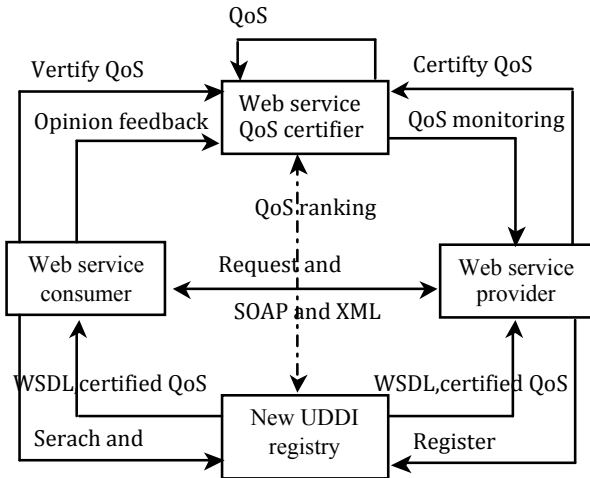 QoS
Vertify QoS
Certifty QoS
Web service
QoS certifier
Opinion feedback
QoS monitoring
QoS ranking
Web service
consumer
Request and
Web service
provider
SOAP and XML
WSDL,certified QoS
WSDL,certified QoS
New UDDI
registry
Serach and
Register